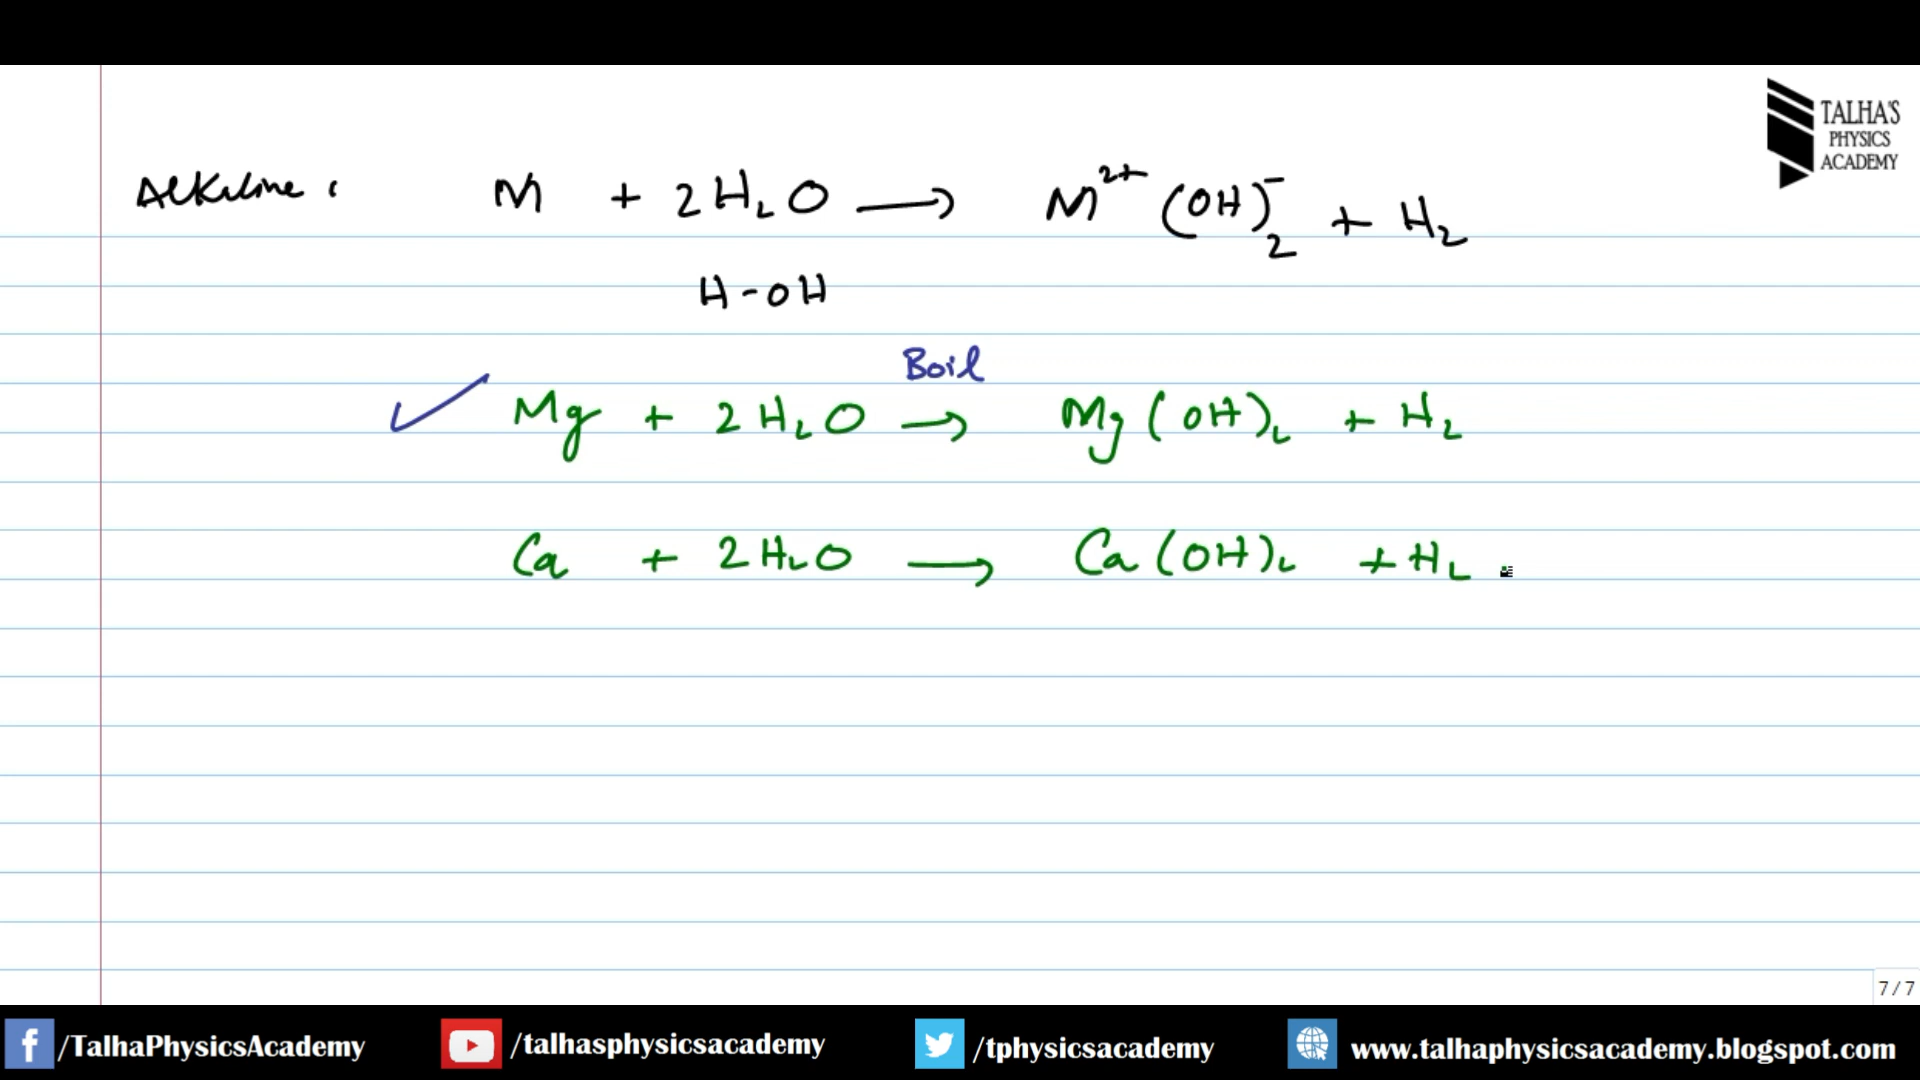 TALHA'S
PHYSICS
ACADEMY
Alkaline : M + 2H₂O → M²⁺(OH)⁻₂ + H₂
H-OH
Boil
Mg + 2H₂O → Mg(OH)₂ + H₂
Ca + 2H₂O → Ca(OH)₂ + H₂
7/7
/TalhaPhysicsAcademy /talhasphysicsacademy /tphysicsacademy www.talhaphysicsacademy.blogspot.com